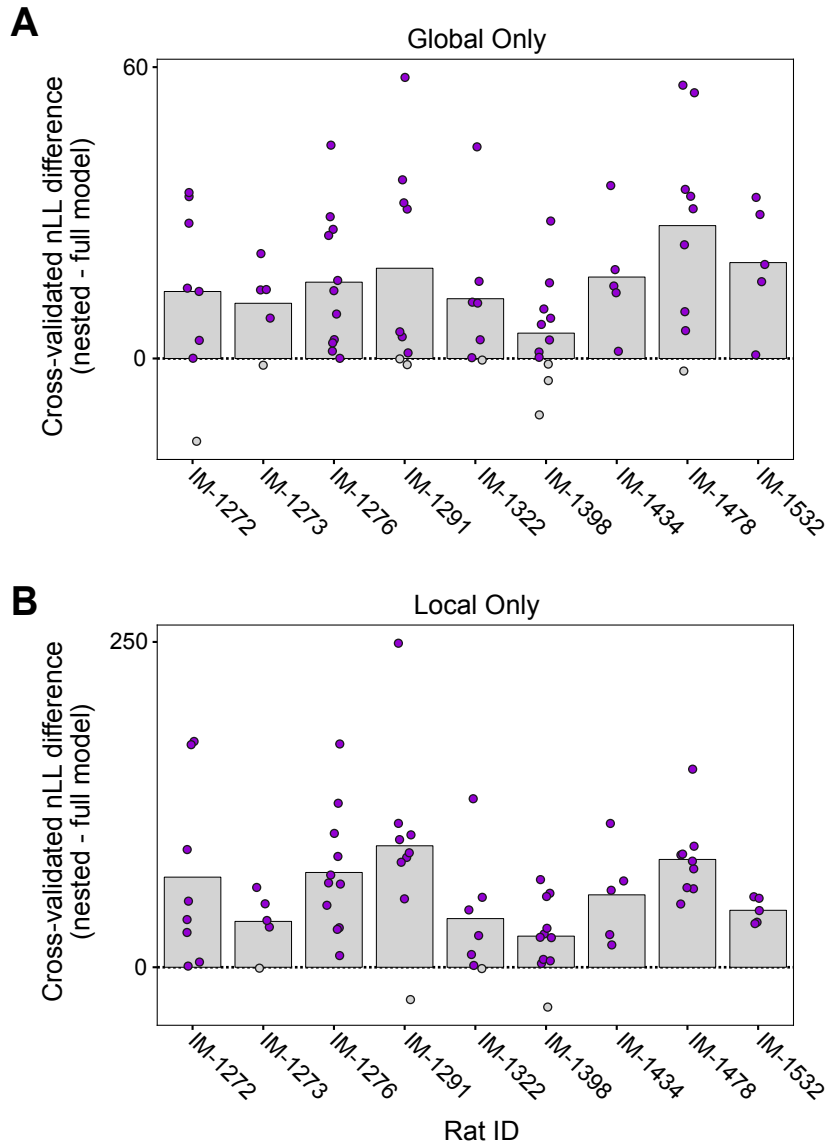 A
Global Only
Cross-validated nLL difference
(nested - full model)
60
0
IM-1272
IM-1273
IM-1276
IM-1291
IM-1322
IM-1398
IM-1434
IM-1478
IM-1532
B
Local Only
Cross-validated nLL difference
(nested - full model)
250
0
IM-1272
IM-1273
IM-1276
IM-1291
IM-1322
IM-1398
IM-1434
IM-1478
IM-1532
Rat ID